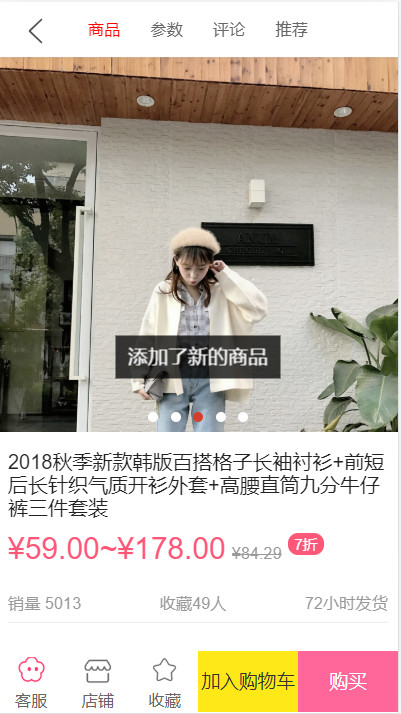 商品 参数 评论 推荐
添加了新的商品
2018秋季新款韩版百搭格子长袖衬衫+前短
后长针织气质开衫外套+高腰直筒九分牛仔
裤三件套装
¥59.00~¥178.00 ¥84.29 7折
销量 5013 收藏49人 72小时发货
客服 店铺 收藏 加入购物车 购买